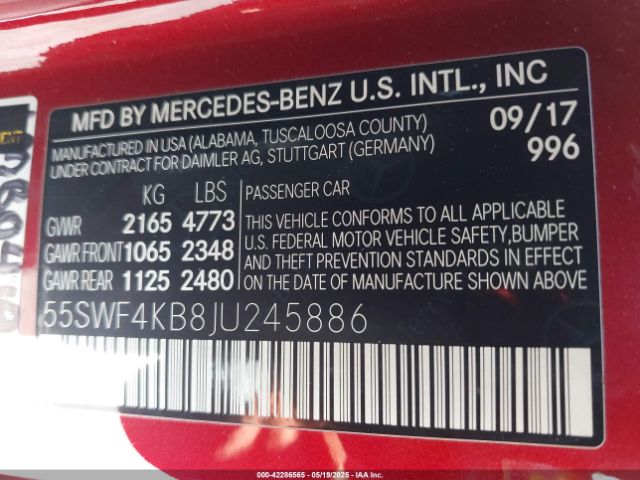 MFD BY MERCEDES-BENZ U.S. INTL., INC
MANUFACTURED IN USA (ALABAMA, TUSCALOOSA COUNTY)
UNDER CONTRACT FOR DAIMLER AG, STUTTGART (GERMANY)
09/17
996
KG LBS
GVWR 2165 4773
GAWR FRONT 1065 2348
GAWR REAR 1125 2480
PASSENGER CAR
THIS VEHICLE CONFORMS TO ALL APPLICABLE
U.S. FEDERAL MOTOR VEHICLE SAFETY,BUMPER
AND THEFT PREVENTION STANDARDS IN EFFECT
ON THE DATE OF MANUFACTURE SHOWN ABOVE
55SWF4KB8JU245886
000-42286565 - 05/19/2025 - IAA Inc.